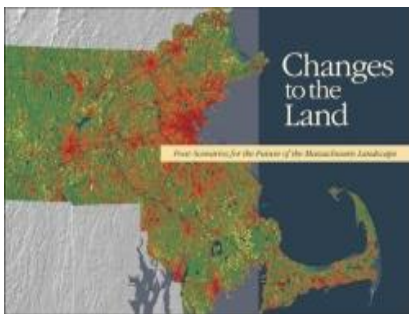 Changes
to the
Land
Four Scenarios for the Future of the Massachusetts Landscape